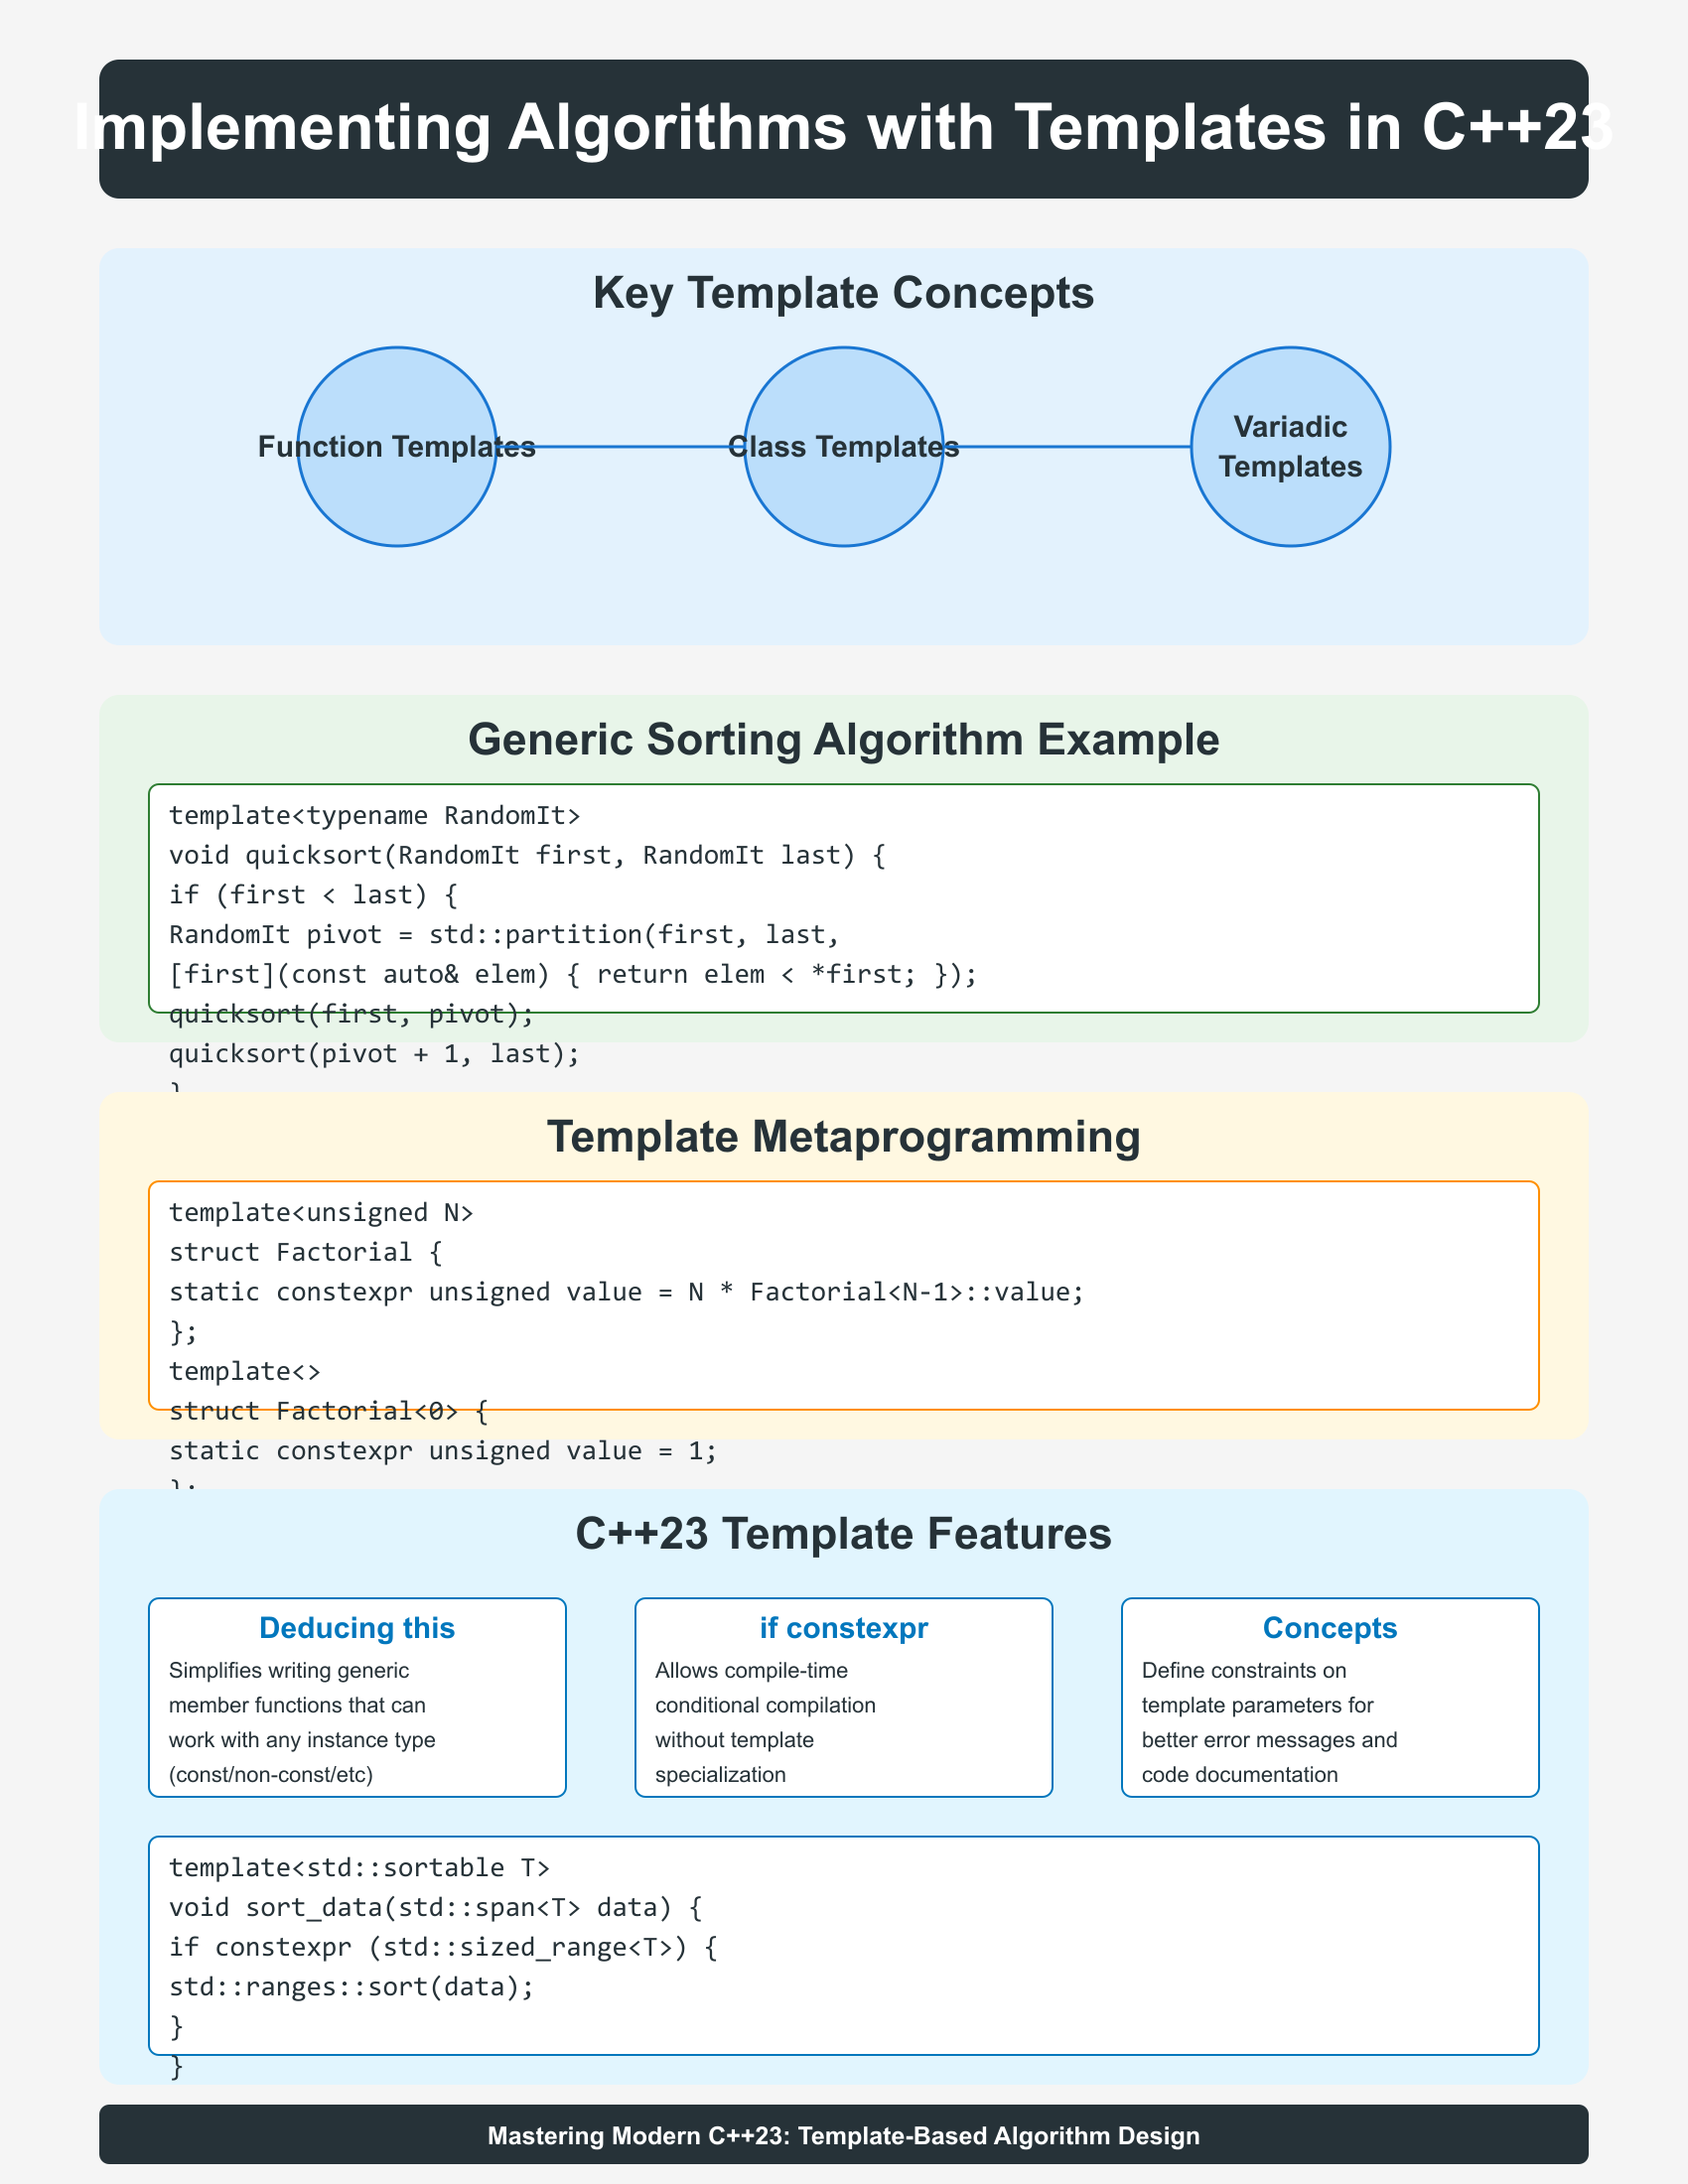 Implementing Algorithms with Templates in C++23
Key Template Concepts
Function Templates
Class Templates
Variadic
Templates
Generic Sorting Algorithm Example
template<typename RandomIt>
void quicksort(RandomIt first, RandomIt last) {
if (first < last) {
RandomIt pivot = std::partition(first, last,
[first](const auto& elem) { return elem < *first; });
quicksort(first, pivot);
quicksort(pivot + 1, last);
}
Template Metaprogramming
template<unsigned N>
struct Factorial {
static constexpr unsigned value = N * Factorial<N-1>::value;
};
template<>
struct Factorial<0> {
static constexpr unsigned value = 1;
};
C++23 Template Features
Deducing this
Simplifies writing generic
member functions that can
work with any instance type
(const/non-const/etc)
if constexpr
Allows compile-time
conditional compilation
without template
specialization
Concepts
Define constraints on
template parameters for
better error messages and
code documentation
template<std::sortable T>
void sort_data(std::span<T> data) {
if constexpr (std::sized_range<T>) {
std::ranges::sort(data);
}
}
Mastering Modern C++23: Template-Based Algorithm Design